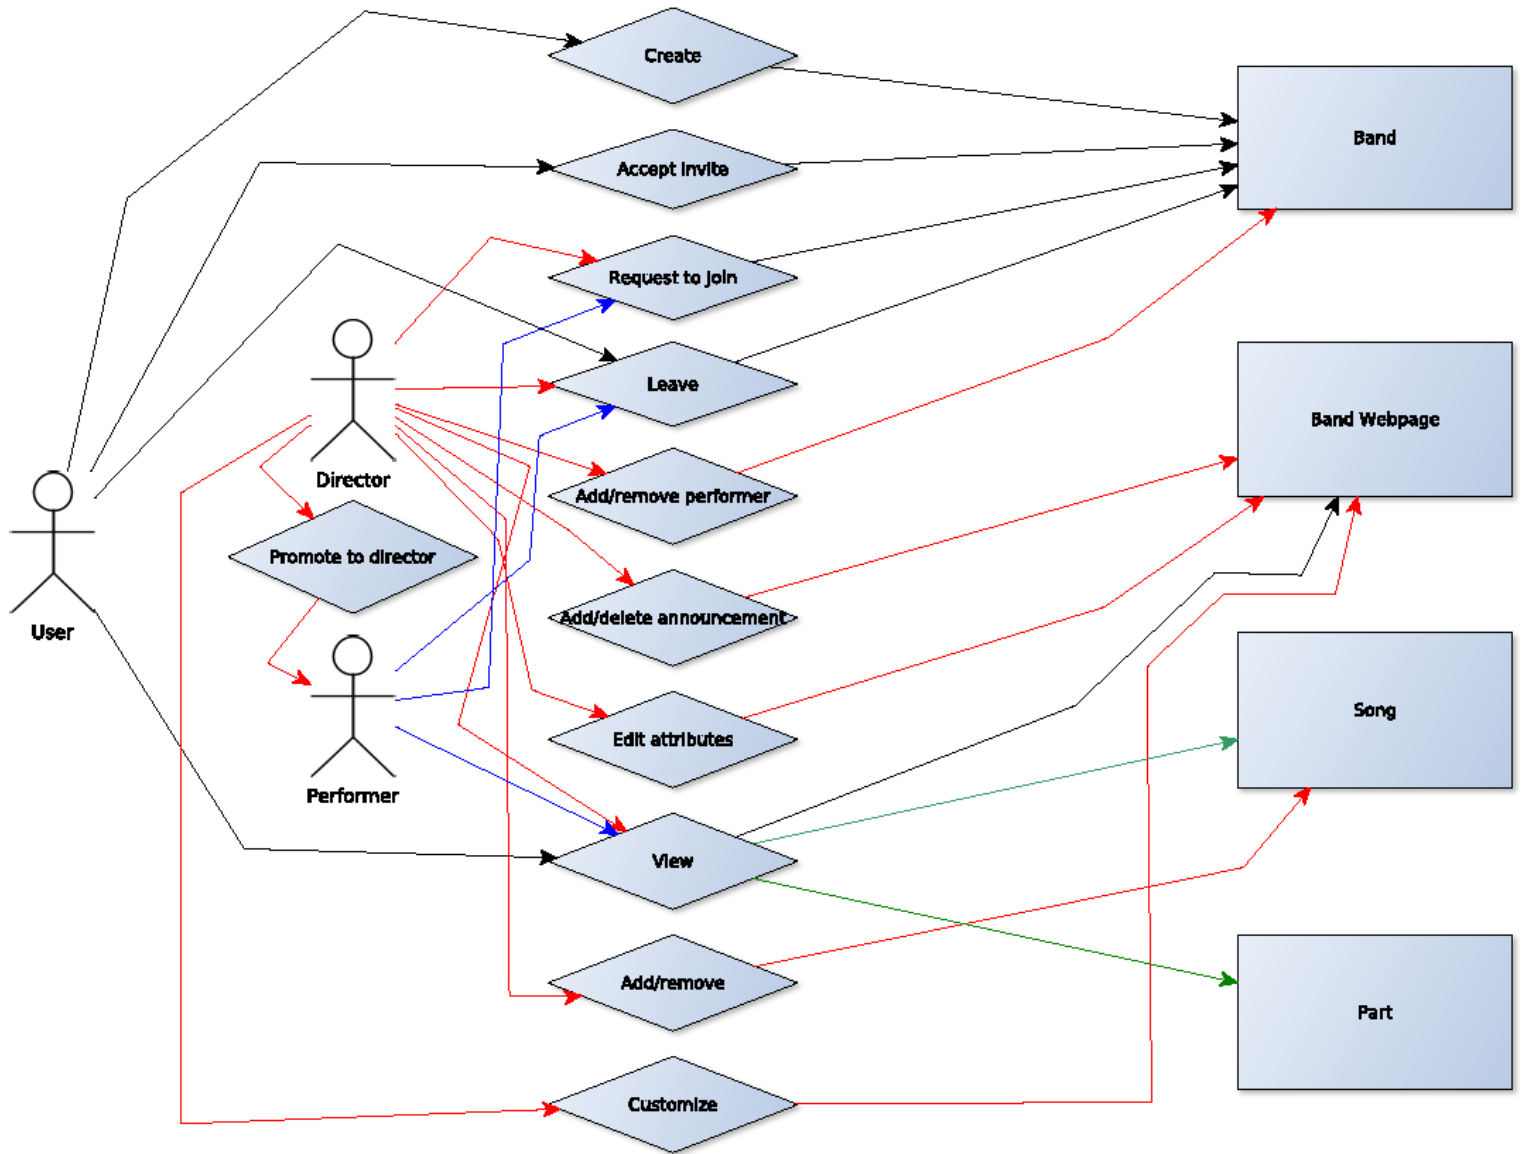 Create
Band
Accept invite
Request to join
Leave
Band Webpage
Director
Add/remove performer
Promote to director
Add/delete announcement
User
Song
Edit attributes
Performer
View
Add/remove
Part
Customize